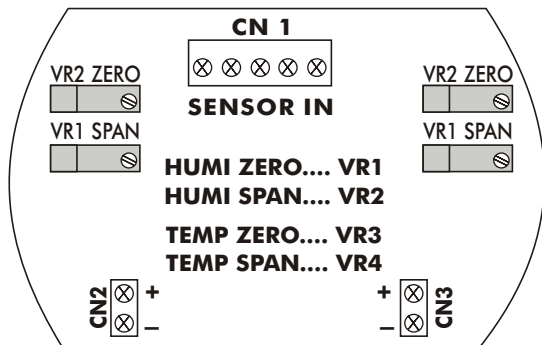 CN 1
VR2 ZERO
VR2 ZERO
SENSOR IN
VR1 SPAN
VR1 SPAN
HUMI ZERO.... VR1
HUMI SPAN.... VR2
TEMP ZERO.... VR3
TEMP SPAN.... VR4
CN2
+
−
+
−
CN3